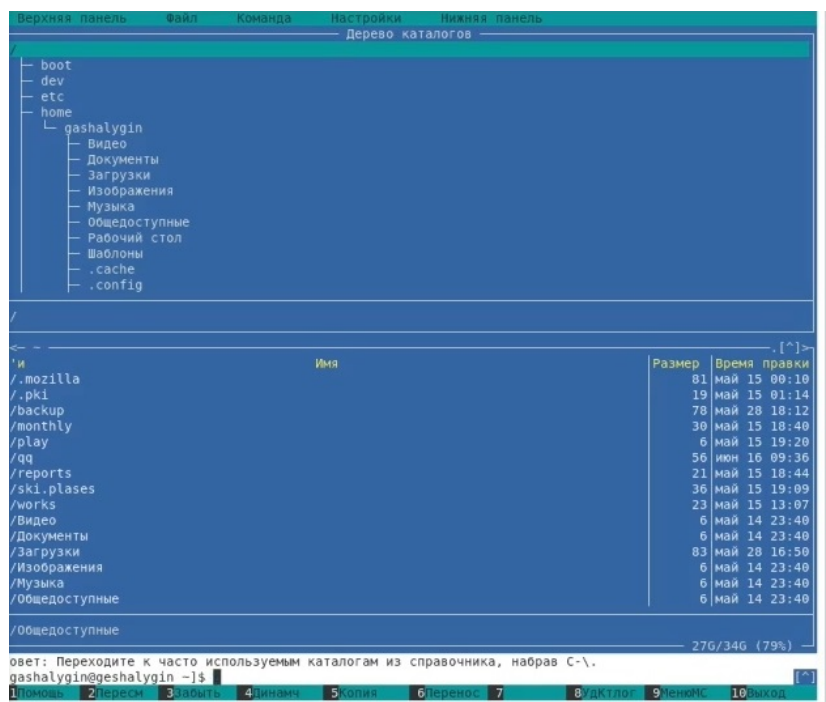 Верхняя панель Файл Команда Настройки Нижняя панель
Дерево каталогов
/
boot
dev
etc
home
gashalygin
Видео
Документы
Загрузки
Изображения
Музыка
Общедоступные
Рабочий стол
Шаблоны
.cache
.config
/
<— ~ .[^]>
'и Имя Размер Время правки
/.mozilla 81 май 15 00:10
/.pki 19 май 15 01:14
/backup 78 май 28 18:12
/monthly 30 май 15 18:40
/play 6 май 15 19:20
/qq 56 июн 16 09:36
/reports 21 май 15 18:44
/ski.plases 36 май 15 19:09
/works 23 май 15 13:07
/Видео 6 май 14 23:40
/Документы 6 май 14 23:40
/Загрузки 83 май 28 16:50
/Изображения 6 май 14 23:40
/Музыка 6 май 14 23:40
/Общедоступные 6 май 14 23:40
/Общедоступные
27G/34G (79%)
овет: Переходите к часто используемым каталогам из справочника, набрав C-\.
gashalygin@geshalygin ~]$ [^]
1Помощь 2Пересм 3Забыть 4Динамч 5Копия 6Перенос 7 8УдКтлог 9МенюMC 10Выход